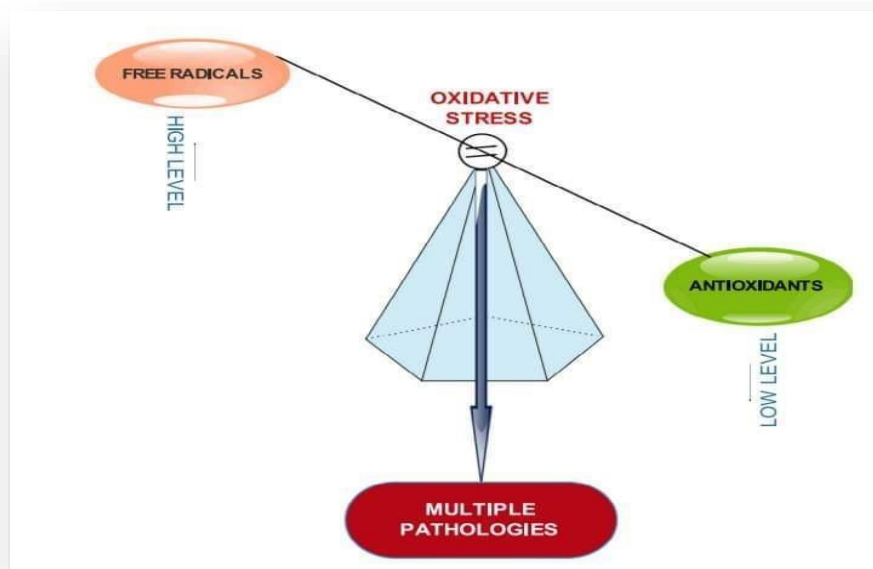 FREE RADICALS
HIGH LEVEL
OXIDATIVE
STRESS
ANTIOXIDANTS
LOW LEVEL
MULTIPLE
PATHOLOGIES